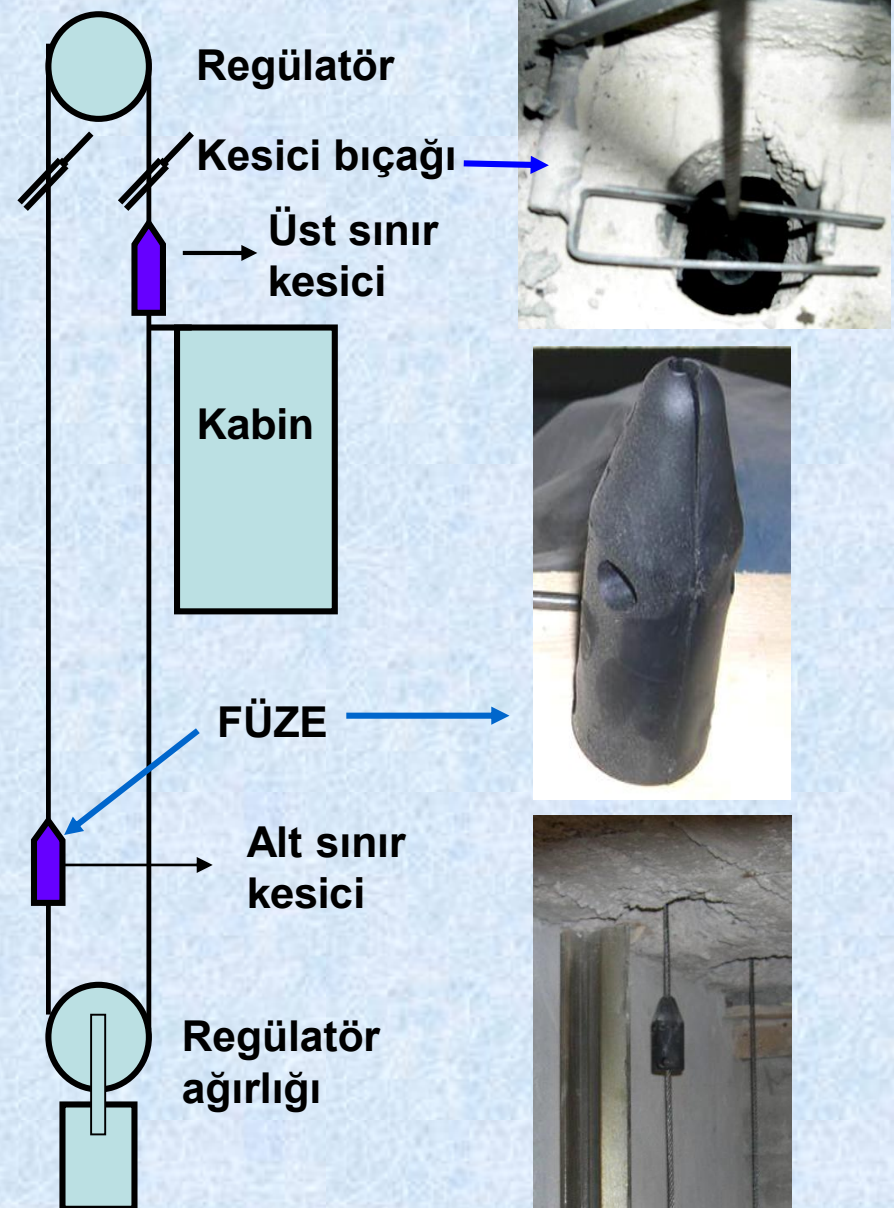 Regülatör
Kesici bıçağı
Üst sınır
kesici
Kabin
FÜZE
Alt sınır
kesici
Regülatör
ağırlığı